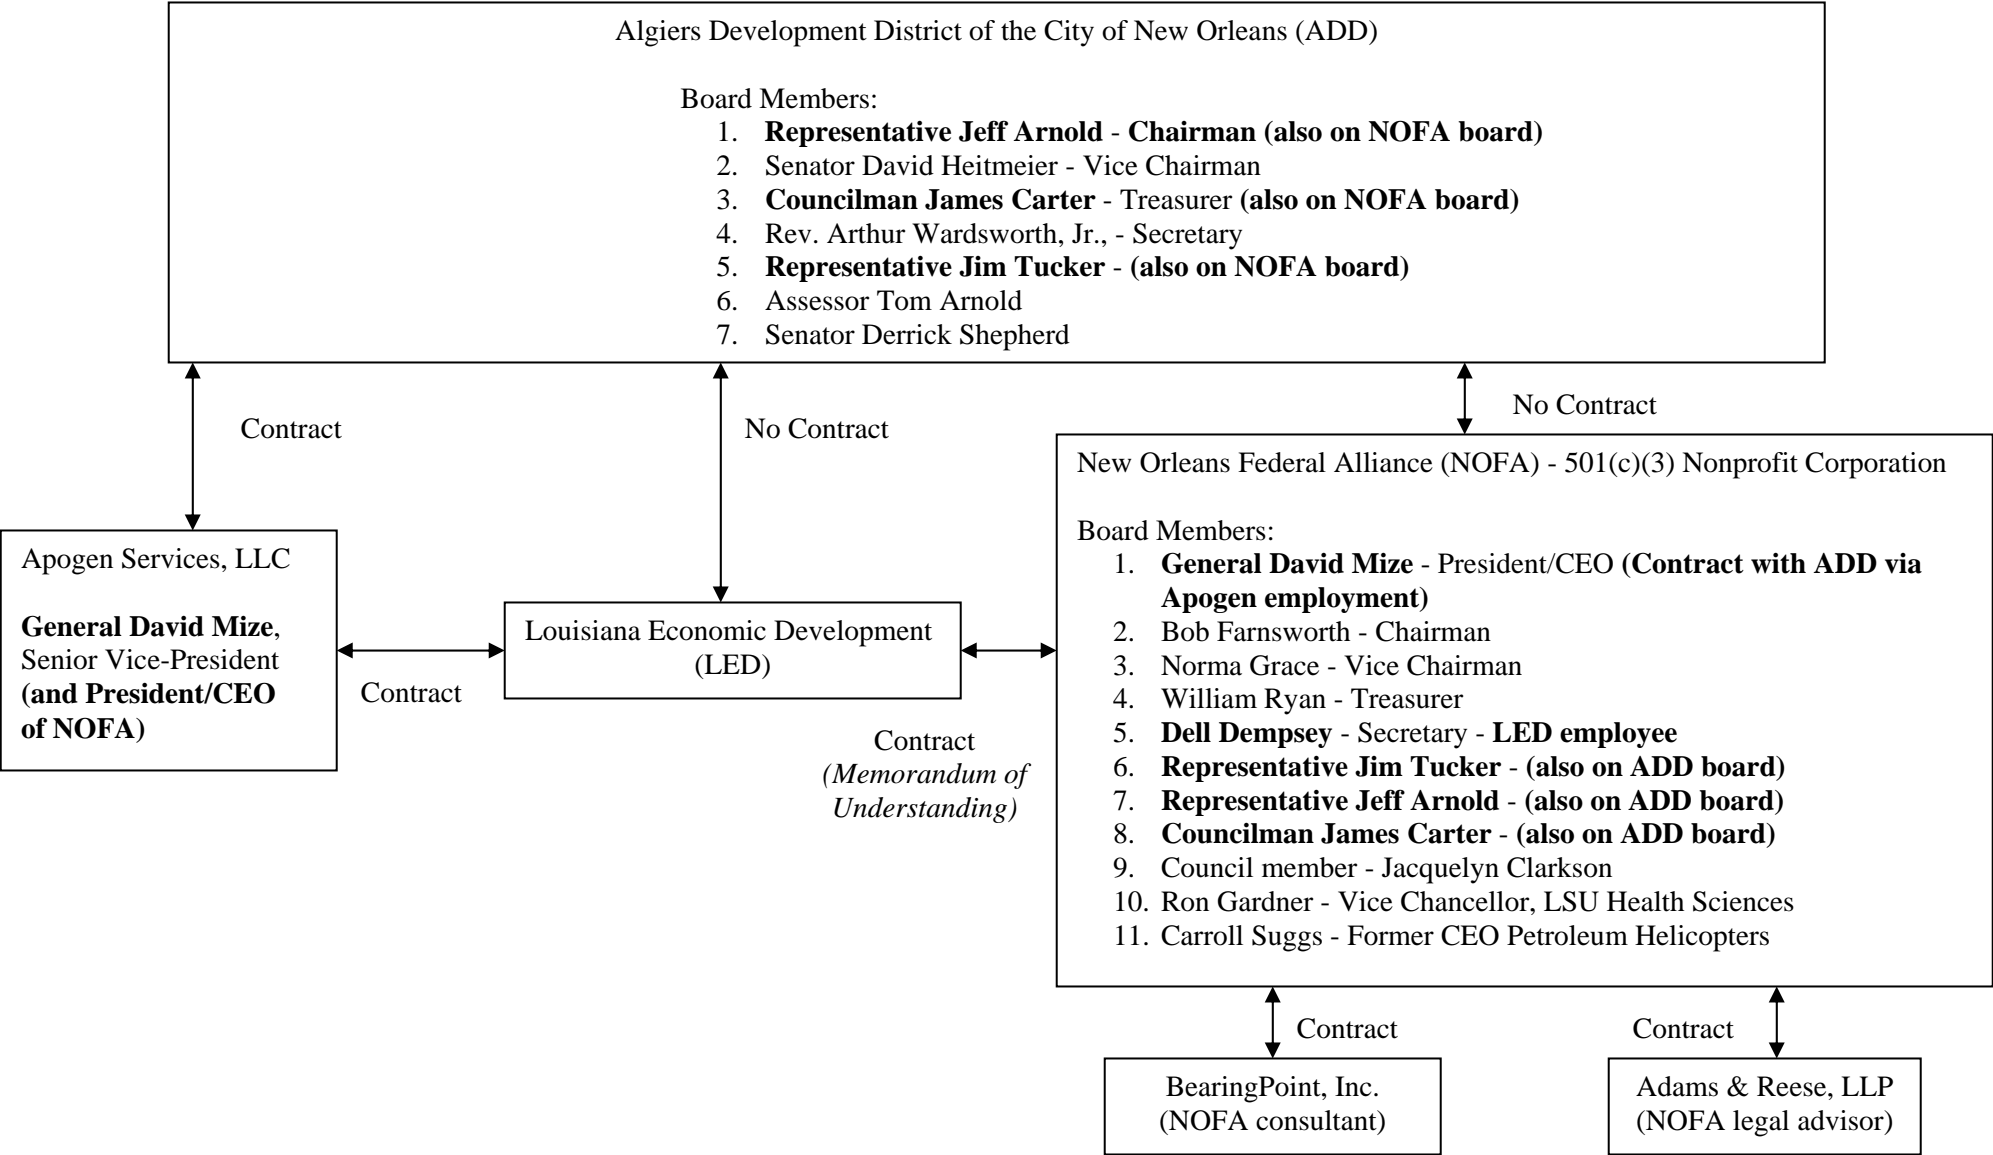 Algiers Development District of the City of New Orleans (ADD)
Board Members:
1. Representative Jeff Arnold - Chairman (also on NOFA board)
2. Senator David Heitmeier - Vice Chairman
3. Councilman James Carter - Treasurer (also on NOFA board)
4. Rev. Arthur Wardsworth, Jr., - Secretary
5. Representative Jim Tucker - (also on NOFA board)
6. Assessor Tom Arnold
7. Senator Derrick Shepherd
Contract
No Contract
No Contract
Apogen Services, LLC
General David Mize,
Senior Vice-President
(and President/CEO
of NOFA)
Contract
Louisiana Economic Development
(LED)
Contract
(Memorandum of
Understanding)
New Orleans Federal Alliance (NOFA) - 501(c)(3) Nonprofit Corporation
Board Members:
1. General David Mize - President/CEO (Contract with ADD via
Apogen employment)
2. Bob Farnsworth - Chairman
3. Norma Grace - Vice Chairman
4. William Ryan - Treasurer
5. Dell Dempsey - Secretary - LED employee
6. Representative Jim Tucker - (also on ADD board)
7. Representative Jeff Arnold - (also on ADD board)
8. Councilman James Carter - (also on ADD board)
9. Council member - Jacquelyn Clarkson
10. Ron Gardner - Vice Chancellor, LSU Health Sciences
11. Carroll Suggs - Former CEO Petroleum Helicopters
Contract
Contract
BearingPoint, Inc.
(NOFA consultant)
Adams & Reese, LLP
(NOFA legal advisor)